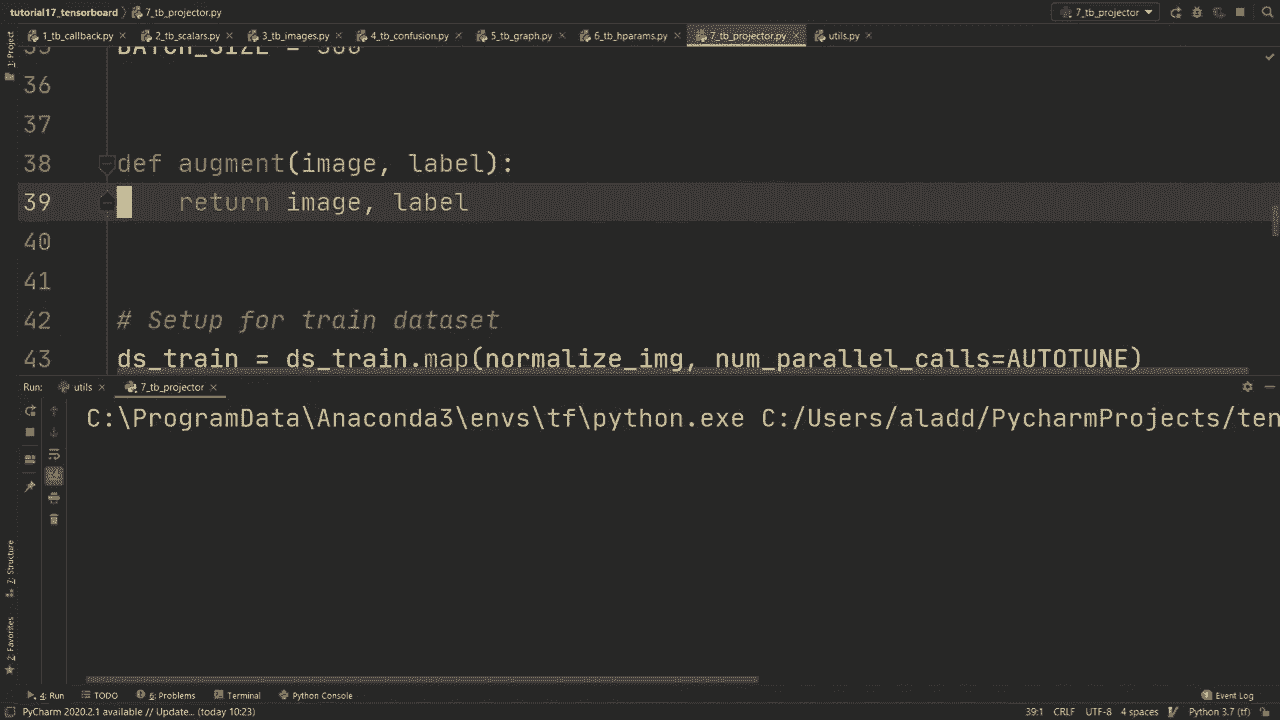 tutorial17_tensorboard 7_tb_projector.py 7_tb_projector
1: Project 1_tb_callback.py 2_tb_scalars.py 3_tb_images.py 4_tb_confusion.py 5_tb_graph.py 6_tb_hparams.py 7_tb_projector.py utils.py
35 BATCH_SIZE = 500
36
37
38 def augment(image, label):
39 return image, label
40
41
42 # Setup for train dataset
43 ds_train = ds_train.map(normalize_img, num_parallel_calls=AUTOTUNE)
Run: utils 7_tb_projector
C:\ProgramData\Anaconda3\envs\tf\python.exe C:/Users/aladd/PycharmProjects/ten
7: Structure
2: Favorites
4: Run TODO 6: Problems Terminal Python Console 1 Event Log
PyCharm 2020.2.1 available // Update... (today 10:23) 39:1 CRLF UTF-8 4 spaces Python 3.7 (tf)